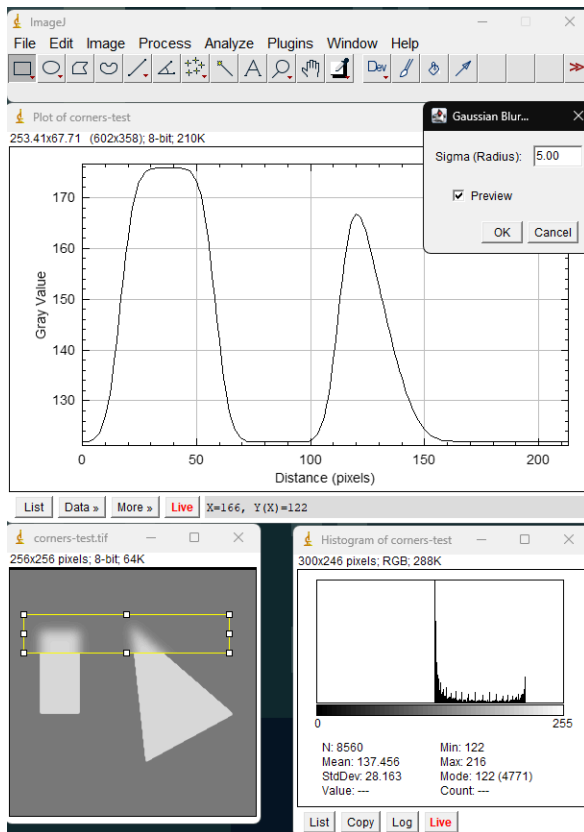 ImageJ
File Edit Image Process Analyze Plugins Window Help
Dev
Plot of corners-test
253.41x67.71 (602x358); 8-bit; 210K
Gaussian Blur...
Sigma (Radius): 5.00
Preview
OK Cancel
170
160
150
140
130
Gray Value
0 50 100 150 200
Distance (pixels)
List Data » More » Live X=166, Y(X)=122
corners-test.tif
256x256 pixels; 8-bit; 64K
Histogram of corners-test
300x246 pixels; RGB; 288K
0 255
N: 8560 Min: 122
Mean: 137.456 Max: 216
StdDev: 28.163 Mode: 122 (4771)
Value: --- Count: ---
List Copy Log Live